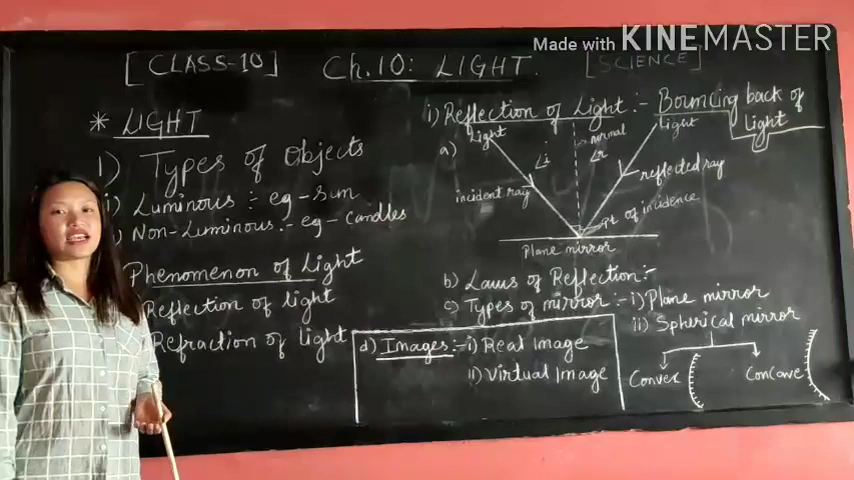 Made with KINEMASTER
[CLASS-10] Ch.10: LIGHT. [SCIENCE]
* LIGHT
1) Types of Objects
i) Luminous :- eg - Sun
) Non-Luminous :- eg - Candles
Phenomenon of Light
Reflection of light
Refraction of light
i) Reflection of Light :- Bouncing back of
Light
a)
Light
∠i
normal
∠r
Light
incident ray
reflected ray
Pt of incidence
Plane mirror
b) Laws of Reflection:-
c) Types of mirror :- i) Plane mirror
ii) Spherical mirror
Convex
Concave
d) Images :- i) Real Image
ii) Virtual Image